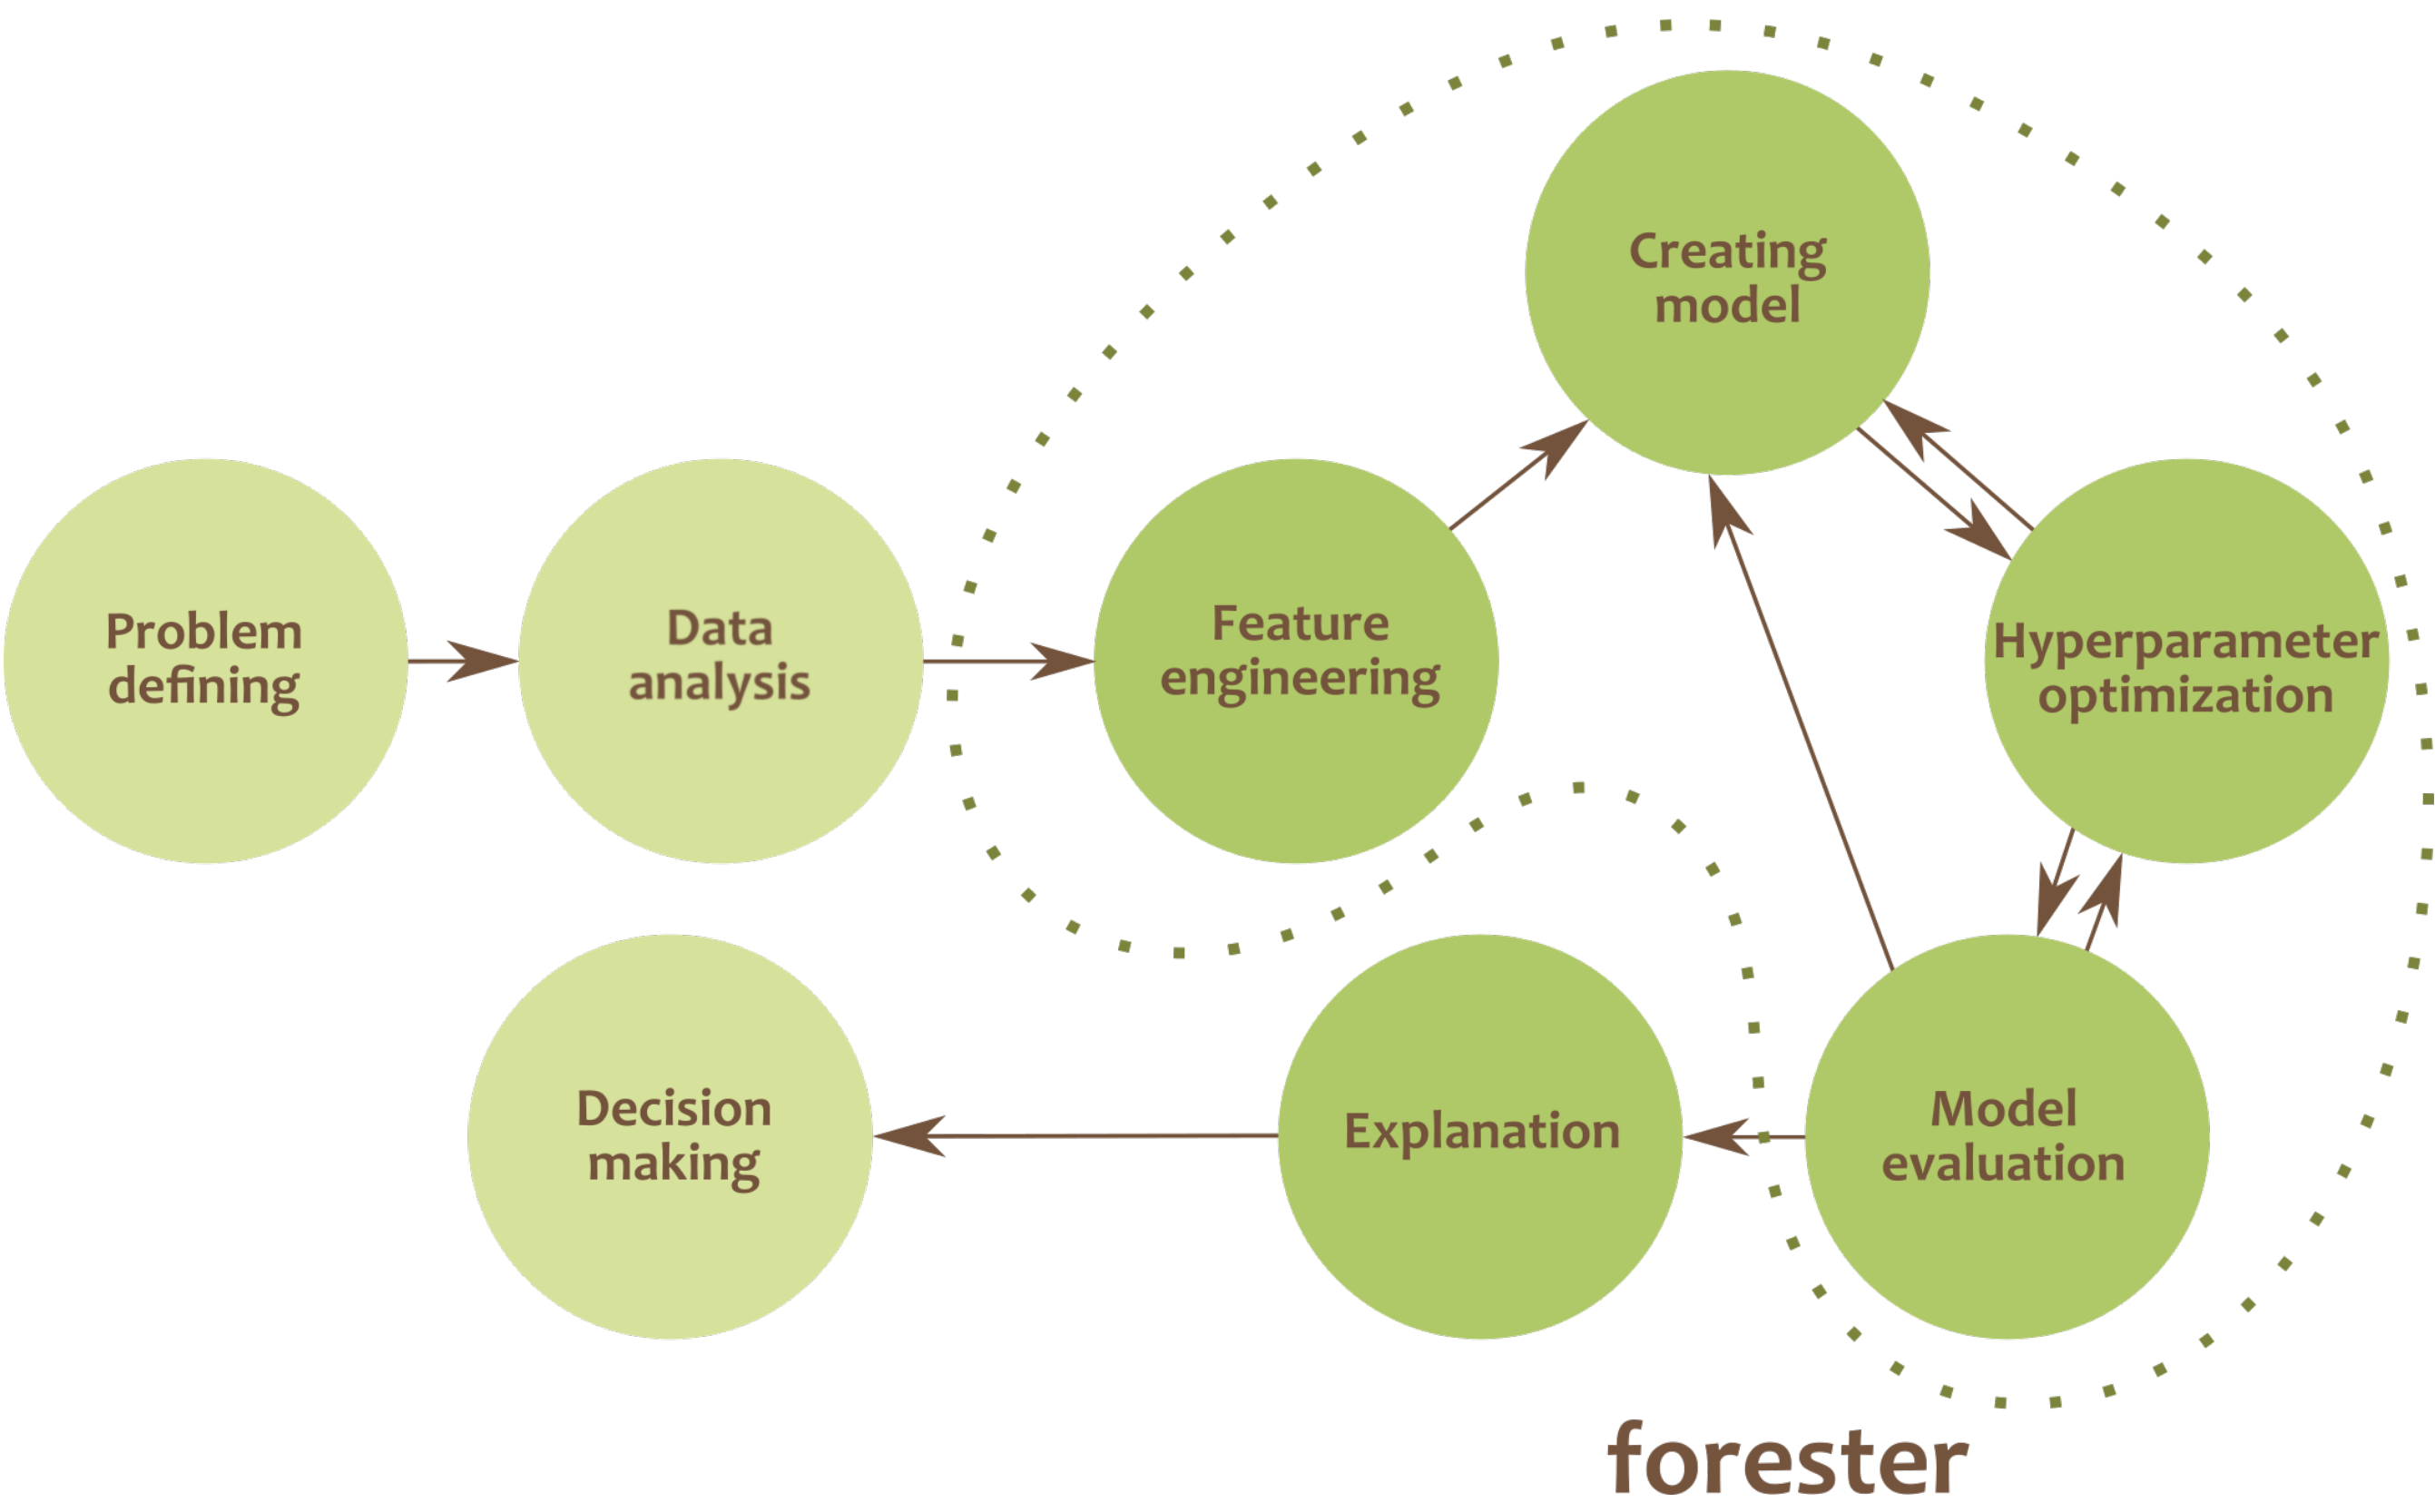 Problem
defining
Data
analysis
Feature
engineering
Creating
model
Hyperparameter
optimization
Model
evaluation
Explanation
Decision
making
forester